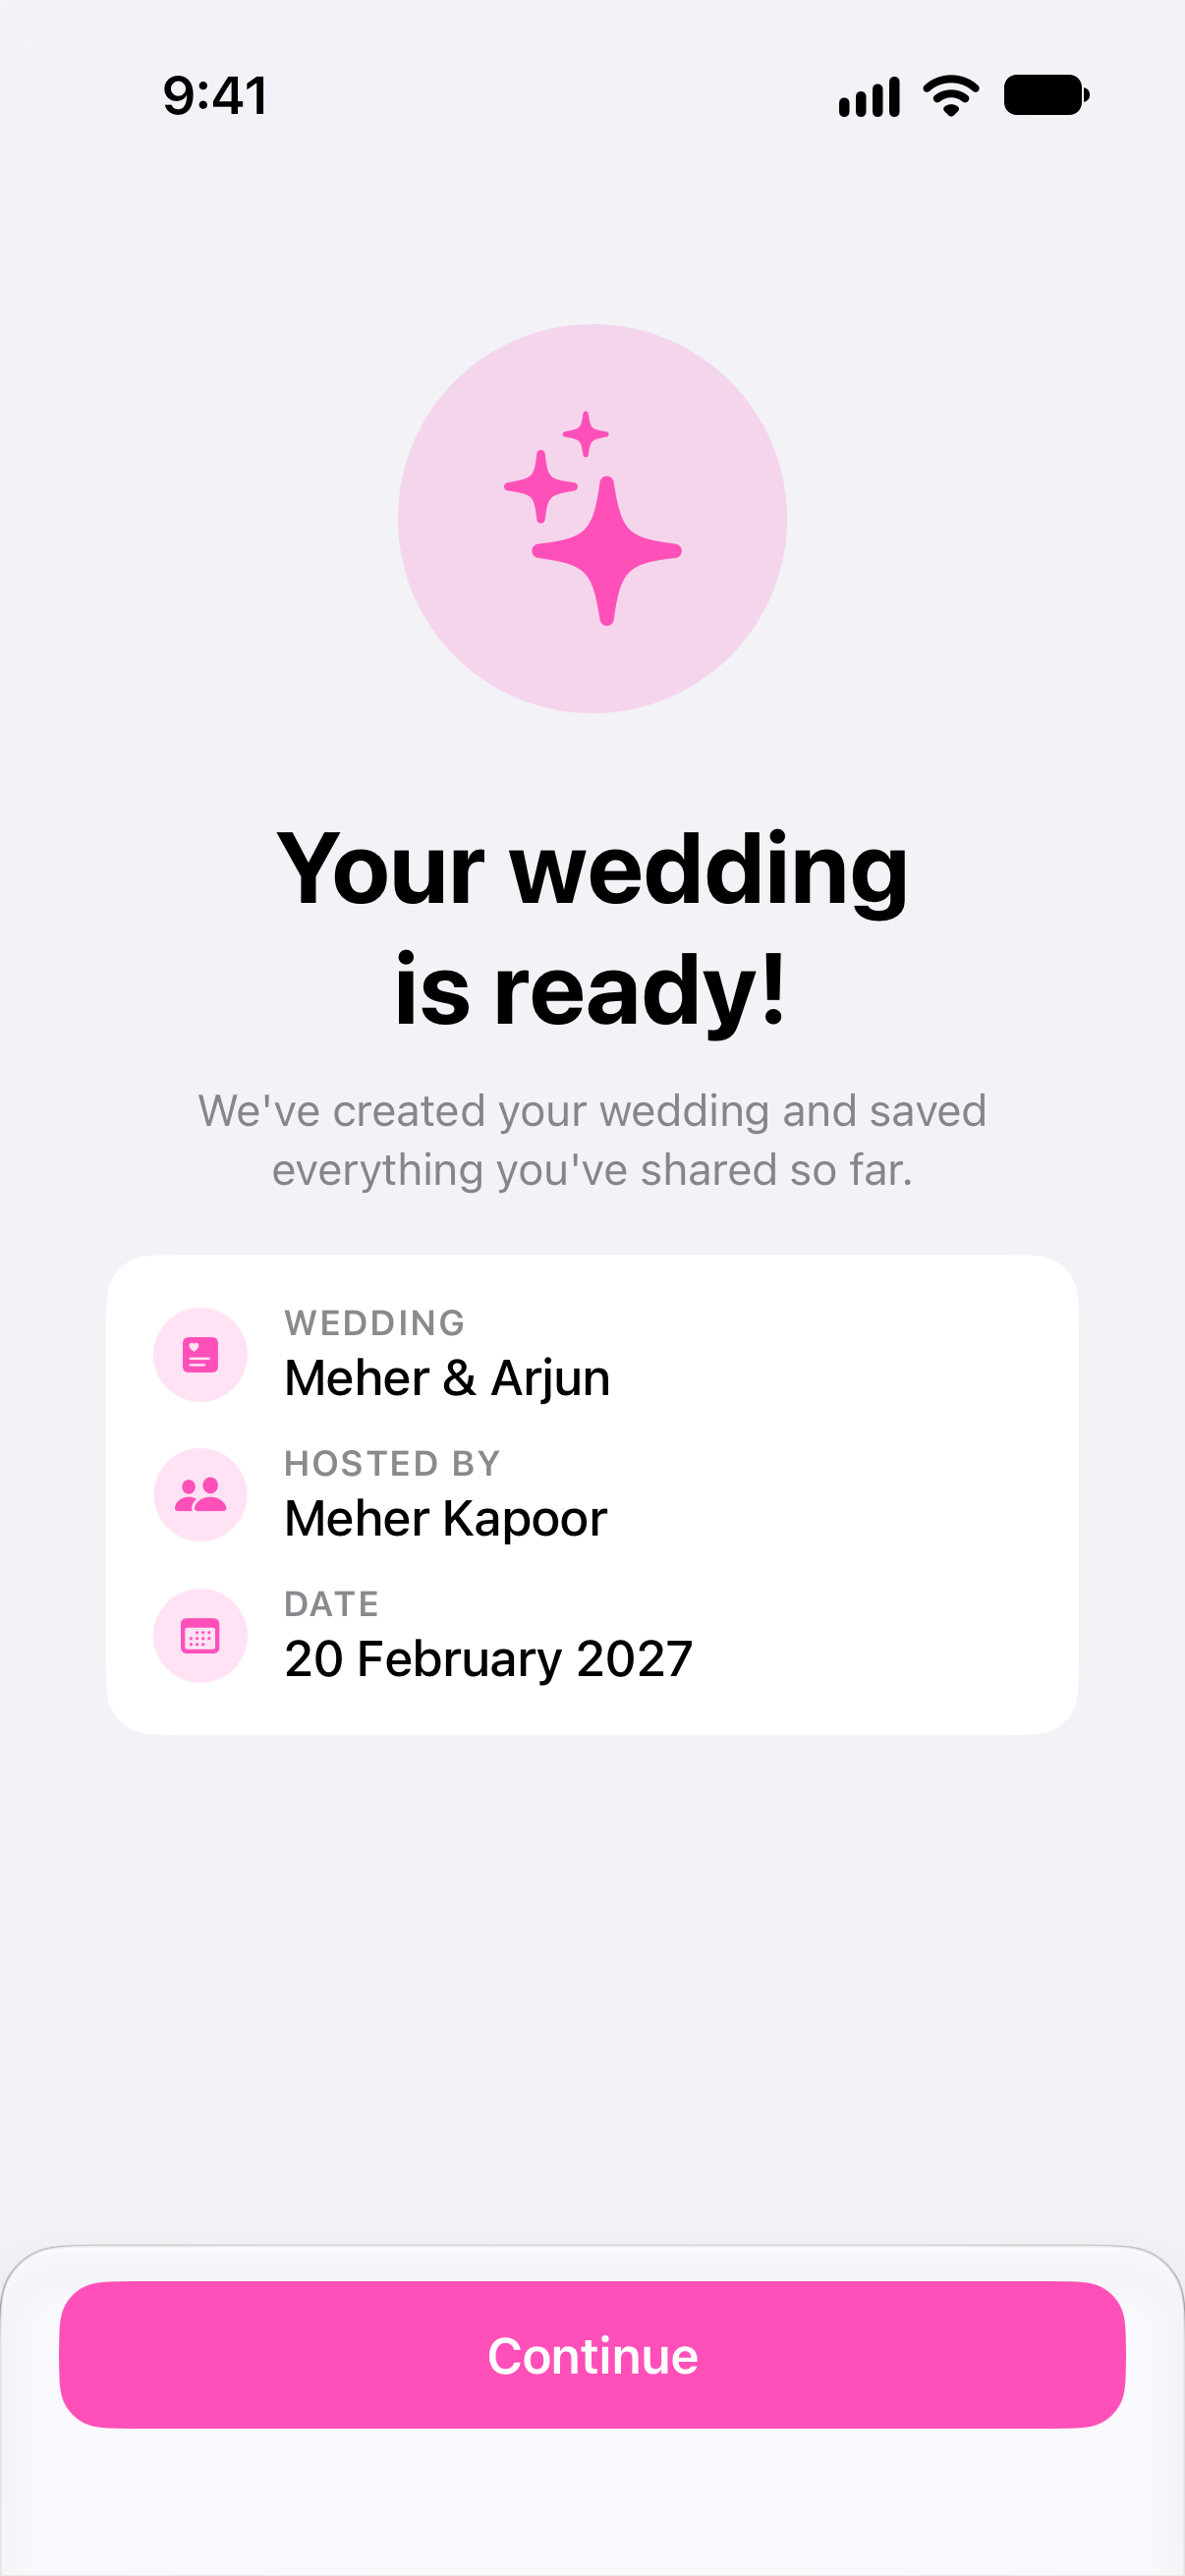 9:41
Your wedding
is ready!
We've created your wedding and saved
everything you've shared so far.
WEDDING
Meher & Arjun
HOSTED BY
Meher Kapoor
DATE
20 February 2027
Continue